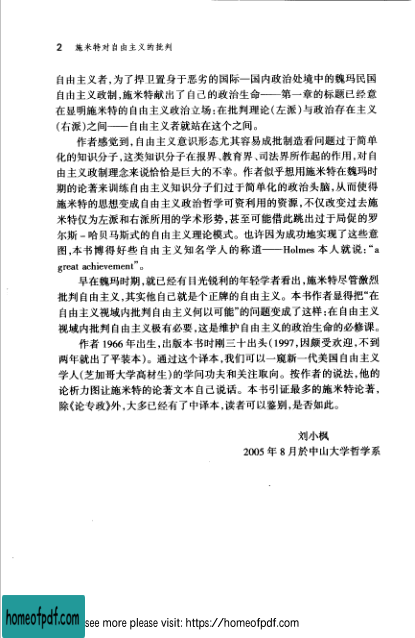 2 施米特对自由主义的批判
自由主义者，为了捍卫置身于恶劣的国际—国内政治处境中的魏玛民国
自由主义政制，施米特献出了自己的政治生命——第一章的标题已经意
在显明施米特的自由主义政治立场：在批判理论（左派）与政治存在主义
（右派）之间——自由主义者就站在这个之间。
作者感觉到，自由主义意识形态尤其容易成批制造看问题过于简单
化的知识分子，这类知识分子在报界、教育界、司法界所作起的作用，对自
由主义政制理念来说恰恰是巨大的不幸。作者似乎想用施米特在魏玛时
期的论著来训练自由主义知识分子们过于简单化的政治头脑，从而使得
施米特的思想变成自由主义政治哲学可资利用的资源，不仅改变过去施
米特仅为左派和右派所用的学术形势，甚至可能借此跳出过于局促的罗
尔斯－哈贝马斯式的自由主义理论模式。也许因为成功地实现了这些意
图，本书博得好些自由主义知名学人的称道——Holmes 本人就说：“a
great achievement”。
早在魏玛时期，就已经有目光锐利的年轻学者看出，施米特尽管激烈
批判自由主义，其实他自己就是个正牌的自由主义。本书作者显得把“在
自由主义视域内批判自由主义何以可能”的问题变成了这样：在自由主义
视域内批判自由主义极有必要，这是维护自由主义的政治生命的必修课。
作者 1966 年出生，出版本书时刚三十出头（1997，因颇受欢迎，不到
两年就出了平装本）。通过这个译本，我们可以一窥新一代美国自由主义
学人（芝加哥大学高材生）的学问功夫和关注取向。按作者的说法，他的
论析力图让施米特的论著文本自己说话。本书引证最多的施米特论著，
除《论专政》外，大多已经有了中译本，读者可以鉴别，是否如此。
刘小枫
2005 年 8 月於中山大学哲学系
homeofpdf.com
see more please visit: https://homeofpdf.com